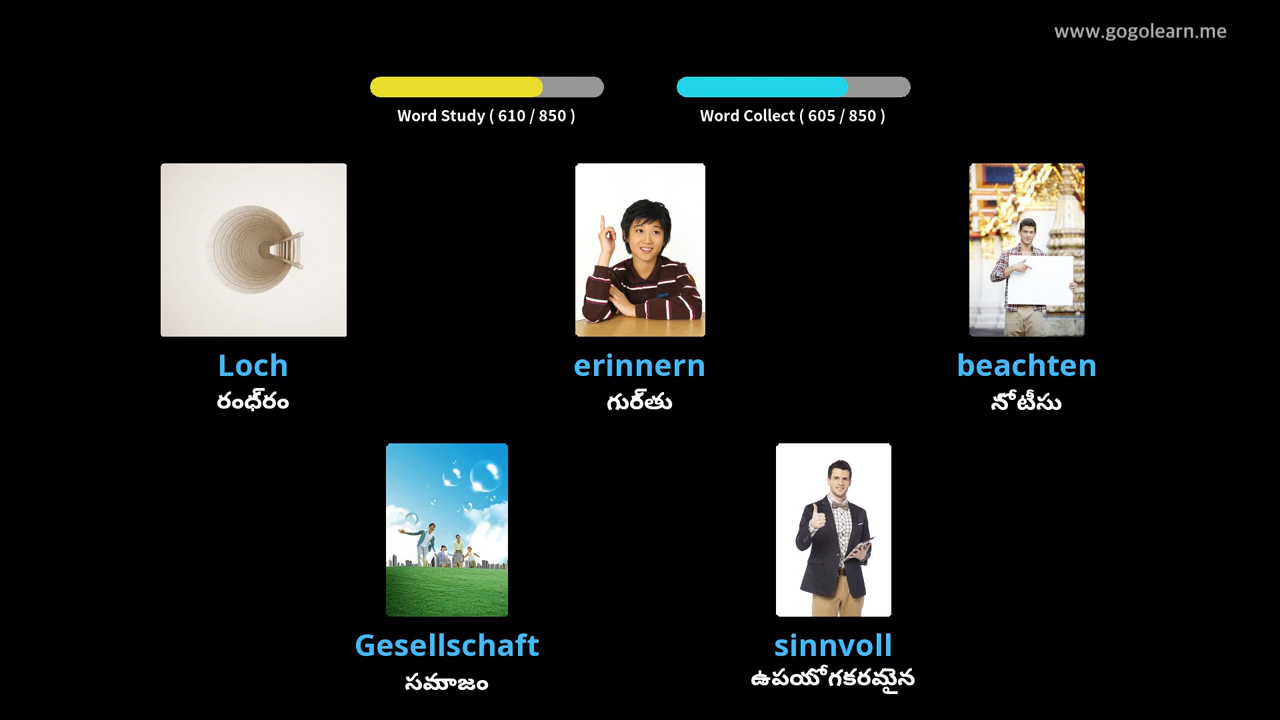 www.gogolearn.me
Word Study ( 610 / 850 )
Word Collect ( 605 / 850 )
Loch
రంధ్రం
erinnern
గుర్తు
beachten
నోటీసు
Gesellschaft
సమాజం
sinnvoll
ఉపయోగకరమైన